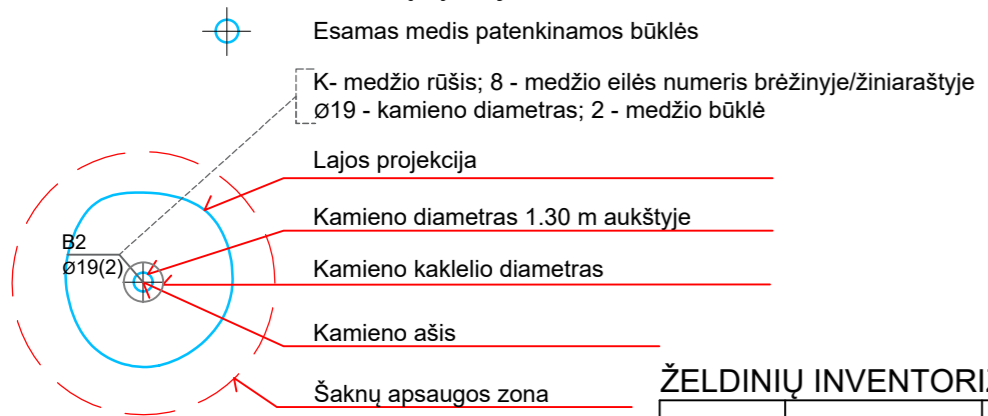 Esamas medis patenkinamos būklės
K- medžio rūšis; 8 - medžio eilės numeris brėžinyje/žiniaraštyje
Ø19 - kamieno diametras; 2 - medžio būklė
Lajos projekcija
Kamieno diametras 1.30 m aukštyje
B2
Ø19(2)
Kamieno kaklelio diametras
Kamieno ašis
Šaknų apsaugos zona
ŽELDINIŲ INVENTORI